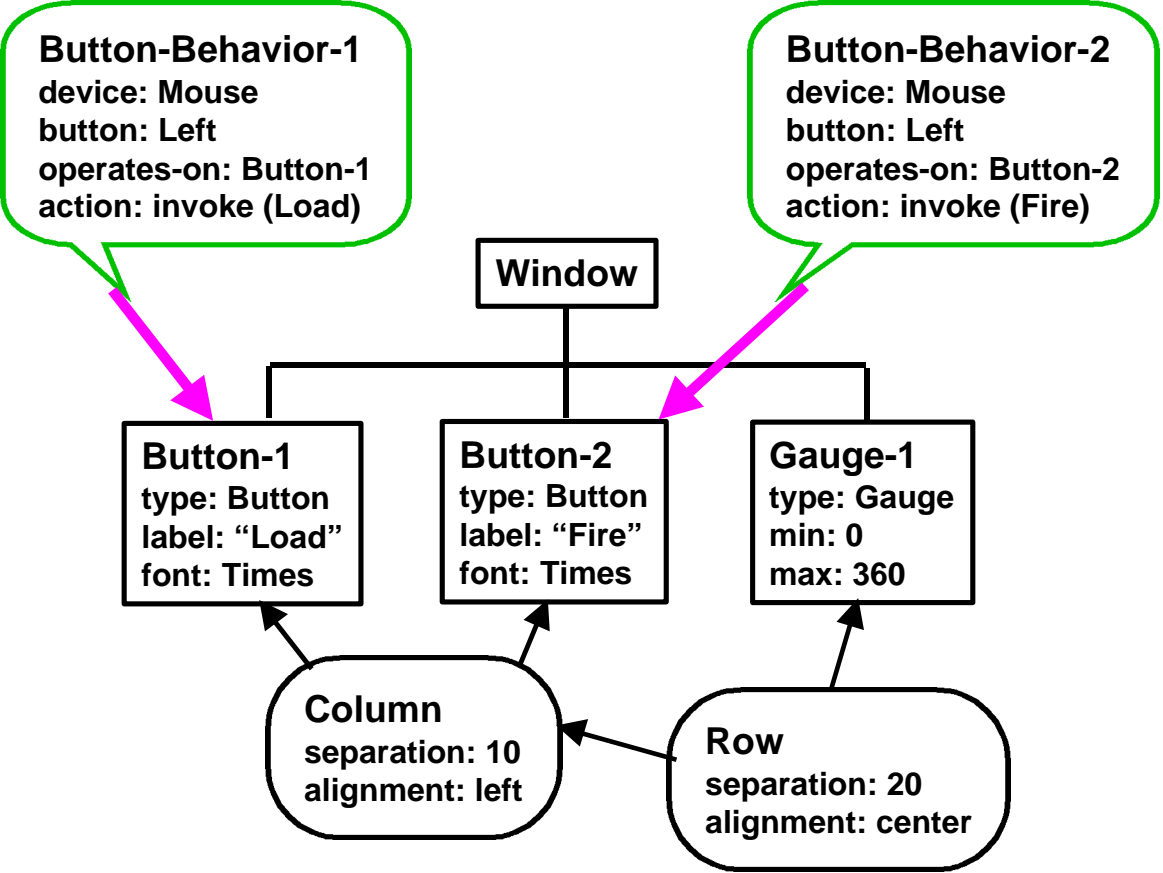 Button-Behavior-1
device: Mouse
button: Left
operates-on: Button-1
action: invoke (Load)
Button-Behavior-2
device: Mouse
button: Left
operates-on: Button-2
action: invoke (Fire)
Window
Button-1
type: Button
label: “Load”
font: Times
Button-2
type: Button
label: “Fire”
font: Times
Gauge-1
type: Gauge
min: 0
max: 360
Column
separation: 10
alignment: left
Row
separation: 20
alignment: center